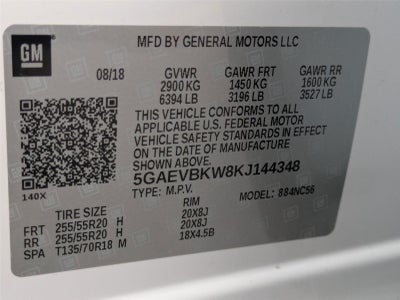 GM
MFD BY GENERAL MOTORS LLC
08/18 GVWR GAWR FRT GAWR RR
2900 KG 1450 KG 1600 KG
6394 LB 3196 LB 3527 LB
THIS VEHICLE CONFORMS TO ALL APPLICABLE
U.S. FEDERAL MOTOR
VEHICLE SAFETY STANDARDS IN EFFECT
ON THE DATE OF MANUFACTURE
SHOWN ABOVE.
5GAEVBKW8KJ144348
TYPE: M.P.V. MODEL: 884NC56
140X
TIRE SIZE RIM
FRT 255/55R20 H 20X8J
RR 255/55R20 H 20X8J
SPA T135/70R18 M 18X4.5B